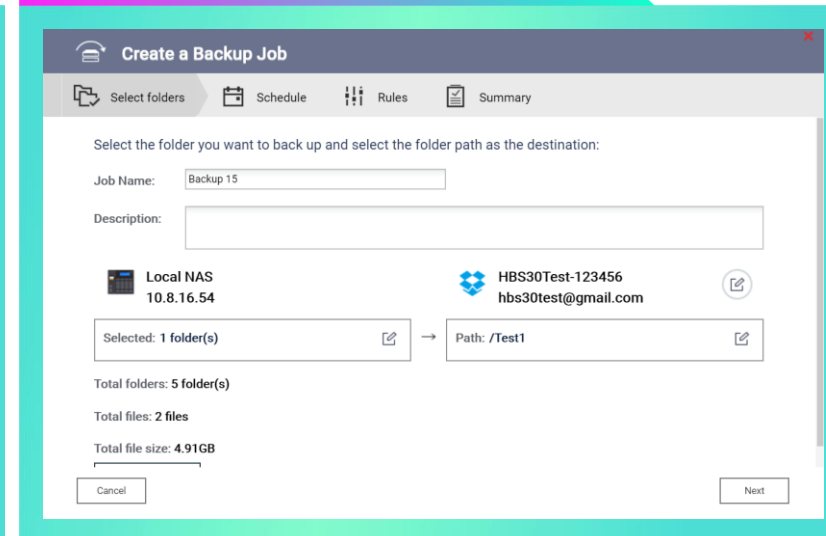 Create a Backup Job
Select folders Schedule Rules Summary
Select the folder you want to back up and select the folder path as the destination:
Job Name: Backup 15
Description:
Local NAS
10.8.16.54
HBS30Test-123456
hbs30test@gmail.com
Selected: 1 folder(s) → Path: /Test1
Total folders: 5 folder(s)
Total files: 2 files
Total file size: 4.91GB
Cancel Next